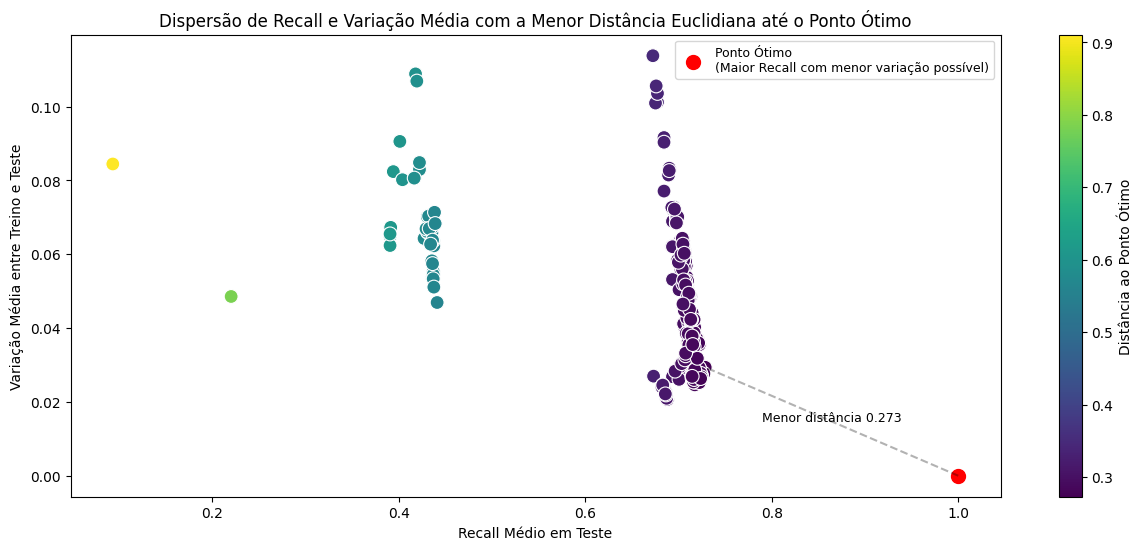 Dispersão de Recall e Variação Média com a Menor Distância Euclidiana até o Ponto Ótimo
Ponto Ótimo
(Maior Recall com menor variação possível)
Variação Média entre Treino e Teste
0.10
0.08
0.06
0.04
0.02
0.00
Menor distância 0.273
0.2
0.4
0.6
0.8
1.0
Recall Médio em Teste
0.9
0.8
0.7
0.6
0.5
0.4
0.3
Distância ao Ponto Ótimo